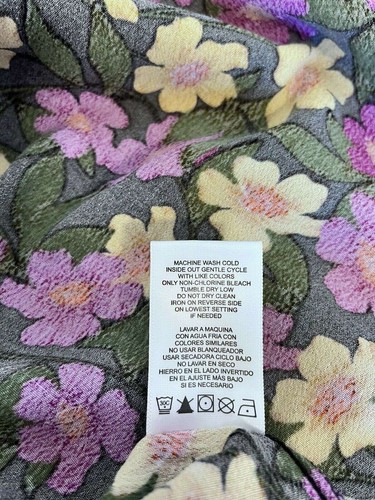 MACHINE WASH COLD
INSIDE OUT GENTLE CYCLE
WITH LIKE COLORS
ONLY NON-CHLORINE BLEACH
TUMBLE DRY LOW
DO NOT DRY CLEAN
IRON ON REVERSE SIDE
ON LOWEST SETTING
IF NEEDED
LAVAR A MAQUINA
CON AGUA FRIA CON
COLORES SIMILARES
NO USAR BLANQUEADOR
USAR SECADORA CICLO BAJO
NO LAVAR EN SECO
HIERRO EN EL LADO INVERTIDO
EN EL AJUSTE MÁS BAJO
SI ES NECESARIO